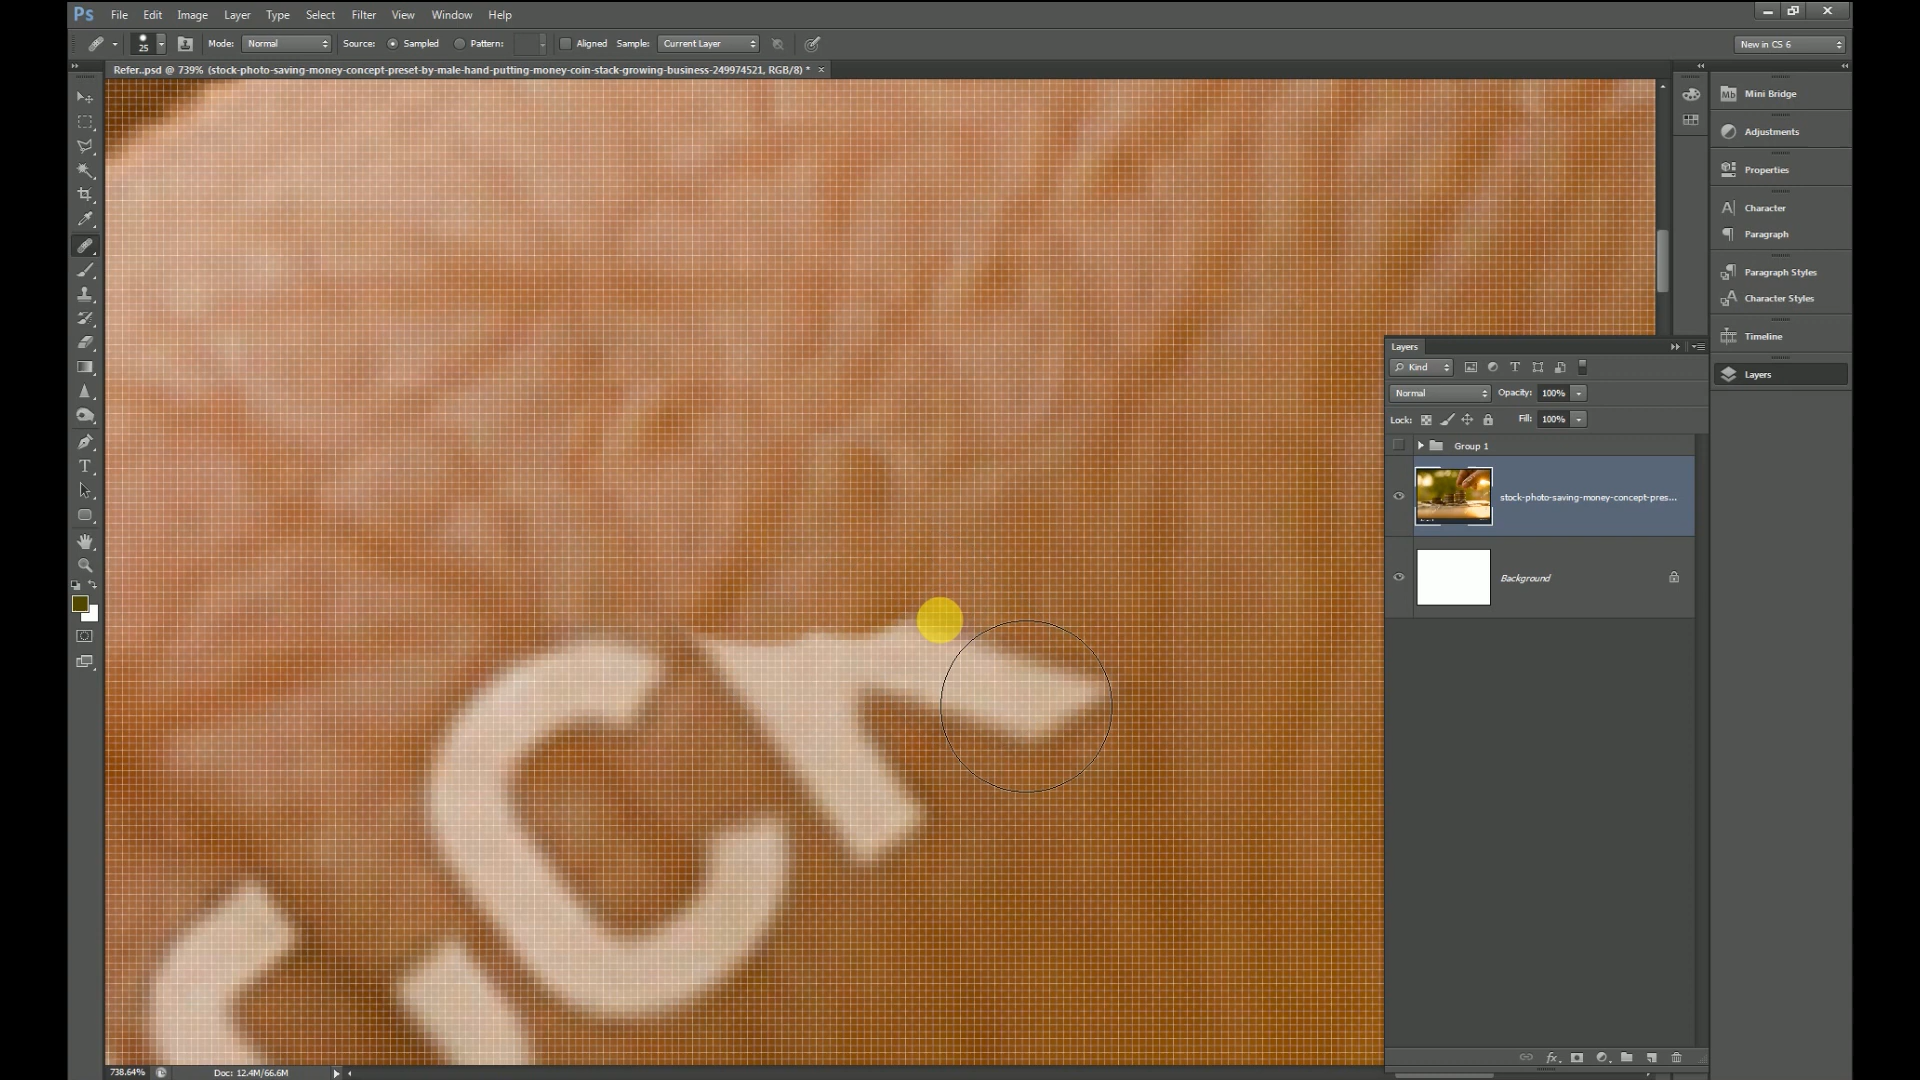 Ps File Edit Image Layer Type Select Filter View Window Help
25 Mode: Normal Source: Sampled Pattern: Aligned Sample: Current Layer New in CS 6
Refer..psd @ 739% (stock-photo-saving-money-concept-preset-by-male-hand-putting-money-coin-stack-growing-business-249974521, RGB/8) * ×
Mb Mini Bridge
Adjustments
Properties
Character
Paragraph
Paragraph Styles
Character Styles
Timeline
Layers
Layers
Kind
Normal Opacity: 100%
Lock: Fill: 100%
Group 1
stock-photo-saving-money-concept-pres...
Background
738.64% Doc: 12.4M/66.6M